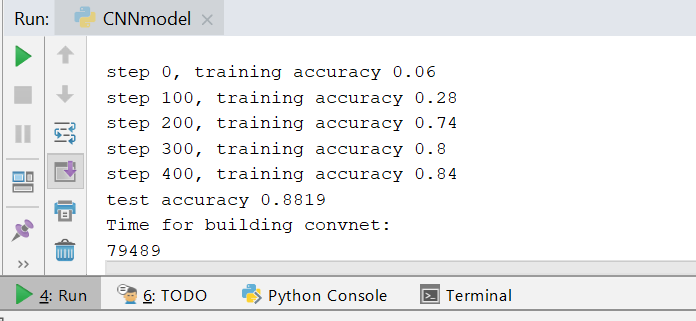 Run: CNNmodel
step 0, training accuracy 0.06
step 100, training accuracy 0.28
step 200, training accuracy 0.74
step 300, training accuracy 0.8
step 400, training accuracy 0.84
test accuracy 0.8819
Time for building convnet:
79489
4: Run 6: TODO Python Console Terminal